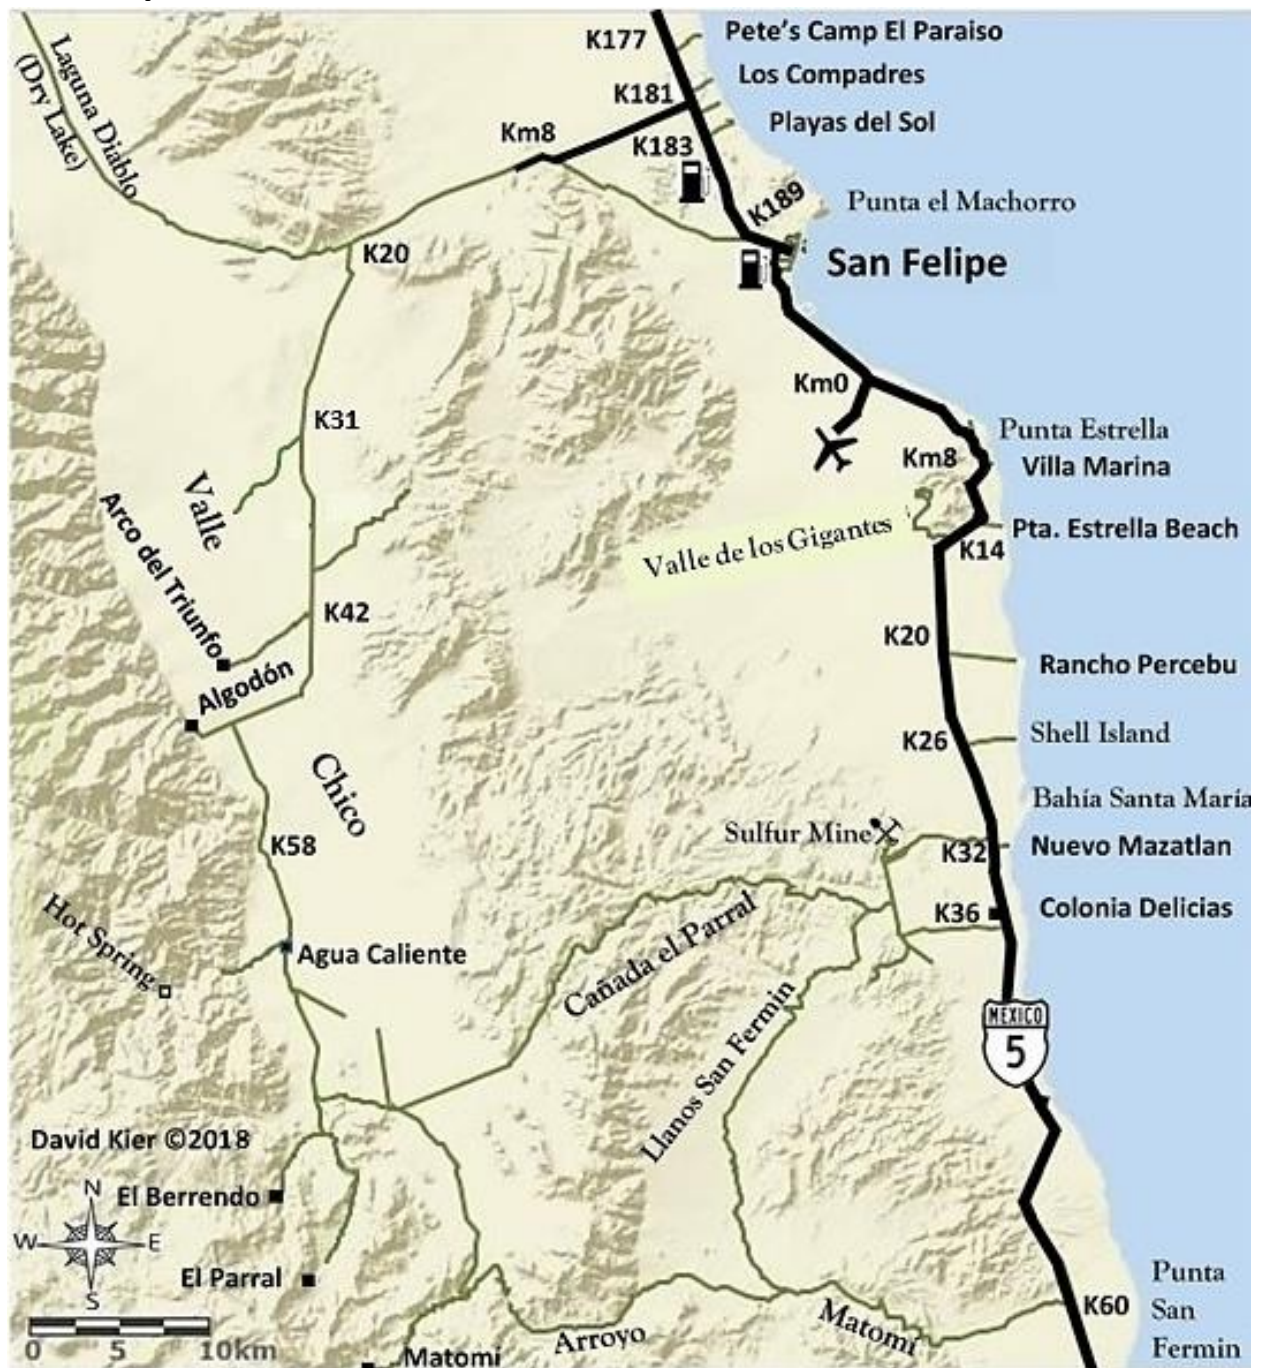 K177
Pete's Camp El Paraiso
Los Compadres
K181
Playas del Sol
Km8
K183
Laguna Diablo
(Dry Lake)
K189
Punta el Machorro
K20
San Felipe
Km0
K31
Punta Estrella
Km8
Villa Marina
Valle
Arco del Triunfo
Valle de los Gigantes
Pta. Estrella Beach
K14
K42
K20
Rancho Percebu
Algodón
K26
Shell Island
Chico
Bahía Santa María
Sulfur Mine
K58
K32
Nuevo Mazatlan
Hot Spring
Cañada el Parral
K36
Colonia Delicias
Agua Caliente
Llanos San Fermin
MEXICO
5
David Kier ©2018
N
El Berrendo
W
E
S
El Parral
Punta
San
Fermin
K60
0 5 10km
Matomí
Arroyo
Matomí